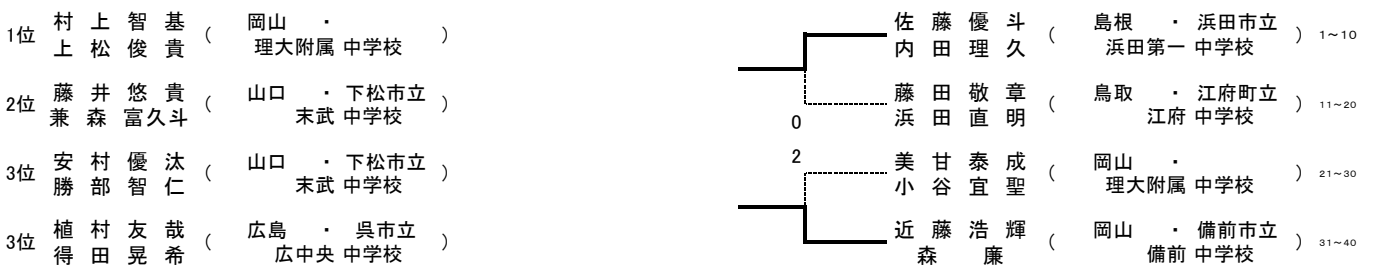 1位 村上智基 ( 岡山 ・ )
上松俊貴 理大附属 中学校
2位 藤井悠貴 ( 山口 ・ 下松市立 )
兼森富久斗 末武 中学校
3位 安村優汰 ( 山口 ・ 下松市立 )
勝部智仁 末武 中学校
3位 植村友哉 ( 広島 ・ 呉市立 )
得田晃希 広中央 中学校
佐藤優斗 ( 島根 ・ 浜田市立 ) 1~10
内田理久 浜田第一 中学校
藤田敬章 ( 鳥取 ・ 江府町立 ) 11~20
浜田直明 江府 中学校
0
2
美甘泰成 ( 岡山 ・ ) 21~30
小谷宜聖 理大附属 中学校
近藤浩輝 ( 岡山 ・ 備前市立 ) 31~40
森廉 備前 中学校